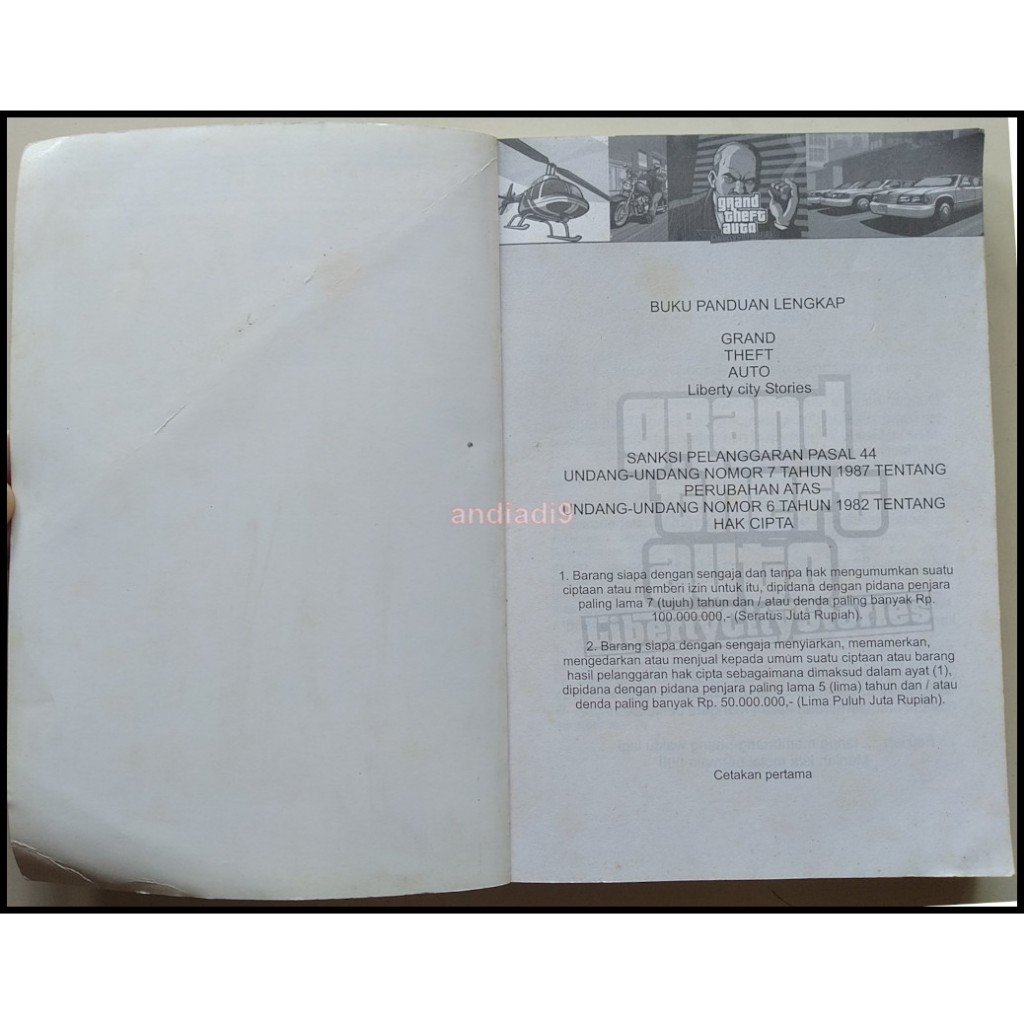 grand
theft
auto
BUKU PANDUAN LENGKAP
GRAND
THEFT
AUTO
Liberty city Stories
grand
theft
auto
Liberty City Stories
SANKSI PELANGGARAN PASAL 44
UNDANG-UNDANG NOMOR 7 TAHUN 1987 TENTANG
PERUBAHAN ATAS
UNDANG-UNDANG NOMOR 6 TAHUN 1982 TENTANG
HAK CIPTA
andiadi9
1. Barang siapa dengan sengaja dan tanpa hak mengumumkan suatu
ciptaan atau memberi izin untuk itu, dipidana dengan pidana penjara
paling lama 7 (tujuh) tahun dan / atau denda paling banyak Rp.
100.000.000,- (Seratus Juta Rupiah).
2. Barang siapa dengan sengaja menyiarkan, memamerkan,
mengedarkan atau menjual kepada umum suatu ciptaan atau barang
hasil pelanggaran hak cipta sebagaimana dimaksud dalam ayat (1),
dipidana dengan pidana penjara paling lama 5 (lima) tahun dan / atau
denda paling banyak Rp. 50.000.000,- (Lima Puluh Juta Rupiah).
Cetakan pertama